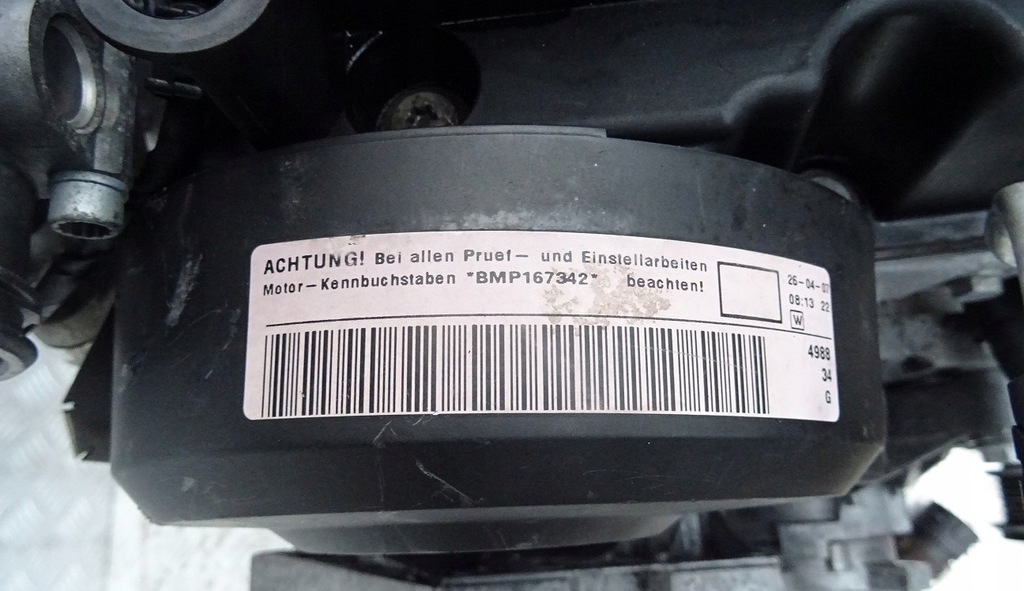 ACHTUNG! Bei allen Pruef- und Einstellarbeiten
Motor-Kennbuchstaben *BMP167342* beachten!
26-04-07
08:13 22
W
4988
34
G